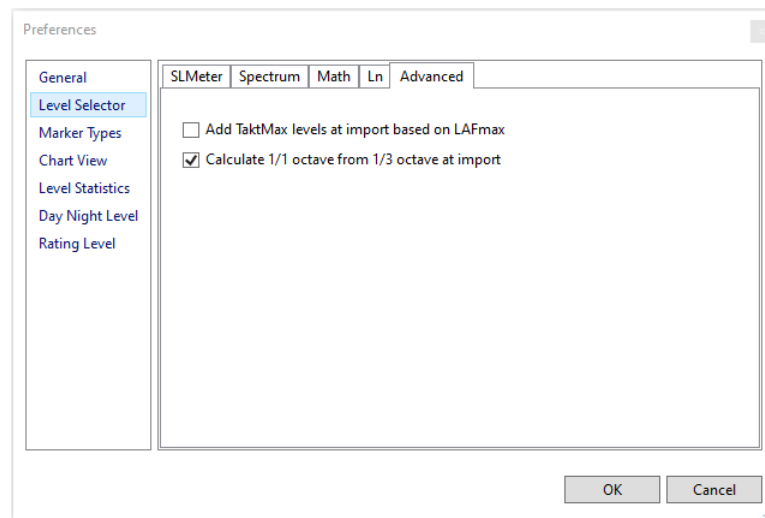 Preferences
General
Level Selector
Marker Types
Chart View
Level Statistics
Day Night Level
Rating Level
SLMeter Spectrum Math Ln Advanced
Add TaktMax levels at import based on LAFmax
Calculate 1/1 octave from 1/3 octave at import
OK Cancel